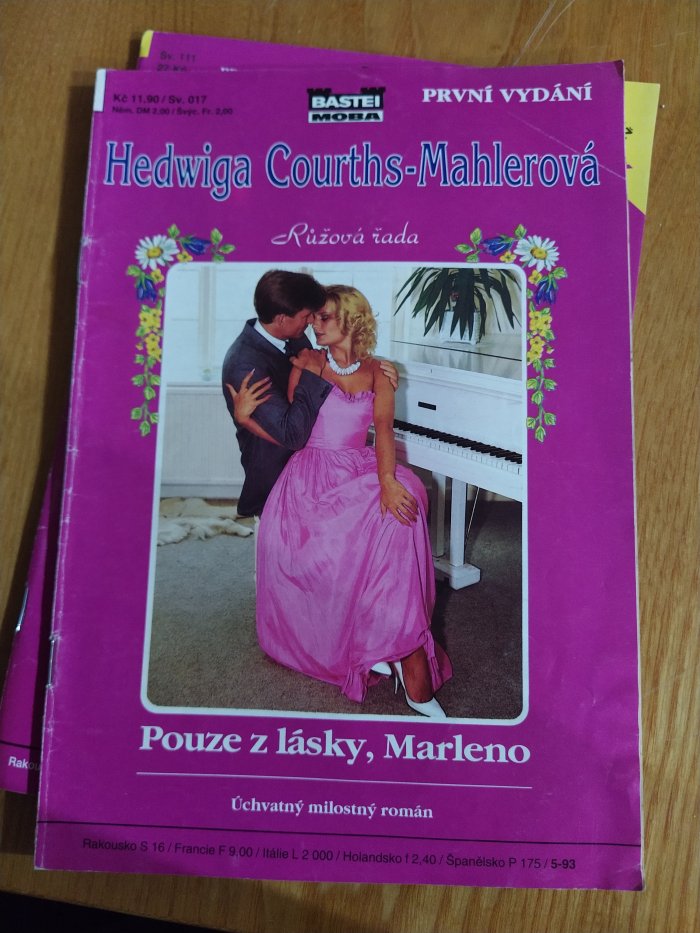 Sv. 111
Kč 11,90 / Sv. 017
Něm. DM 2,00 / Švýc. Fr. 2,00
BASTEI
MOBA
PRVNÍ VYDÁNÍ
Hedwiga Courths-Mahlerová
Růžová řada
Pouze z lásky, Marleno
Úchvatný milostný román
Rakousko S 16 / Francie F 9,00 / Itálie L 2 000 / Holandsko f 2,40 / Španělsko P 175 / 5-93